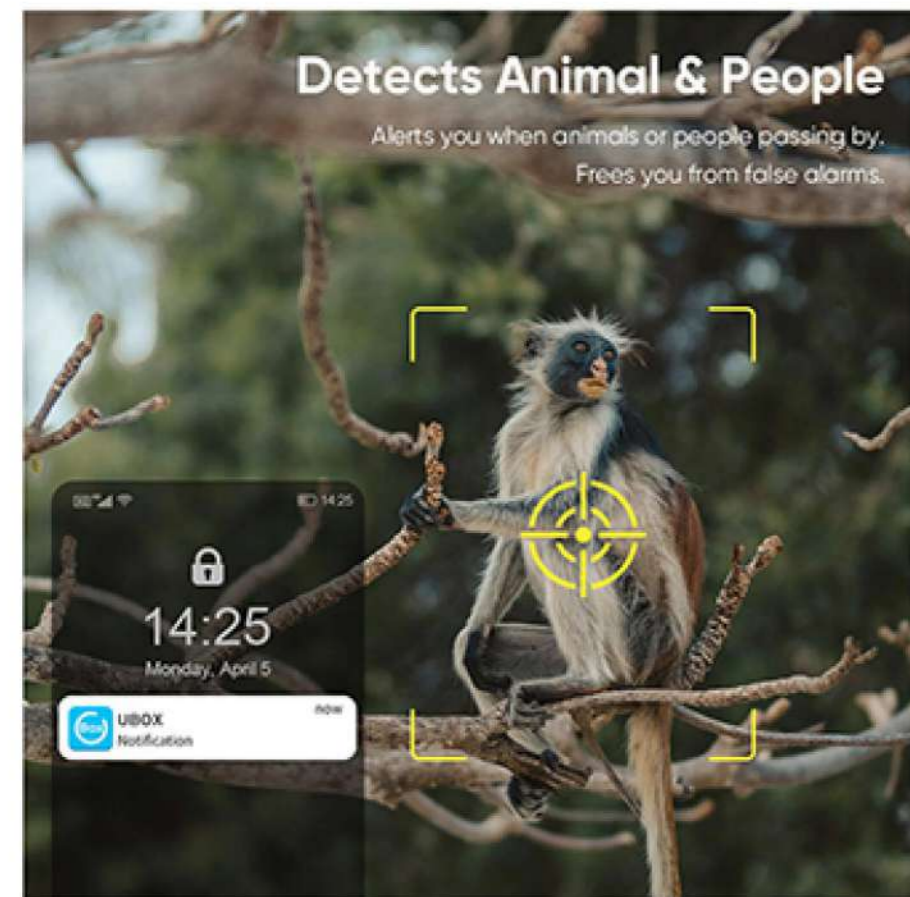 Detects Animal & People
Alerts you when animals or people passing by.
Frees you from false alarms.
14:25
14:25
Monday, April 5
UBOX
now
Notification